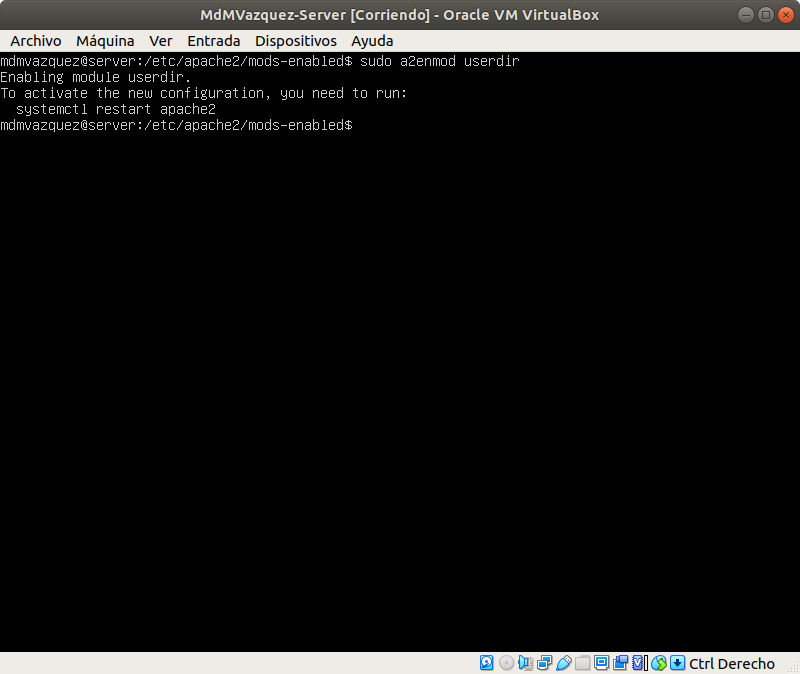 MdMVazquez-Server [Corriendo] - Oracle VM VirtualBox
Archivo Máquina Ver Entrada Dispositivos Ayuda
mdmvazquez@server:/etc/apache2/mods-enabled$ sudo a2enmod userdir
Enabling module userdir.
To activate the new configuration, you need to run:
  systemctl restart apache2
mdmvazquez@server:/etc/apache2/mods-enabled$
Ctrl Derecho